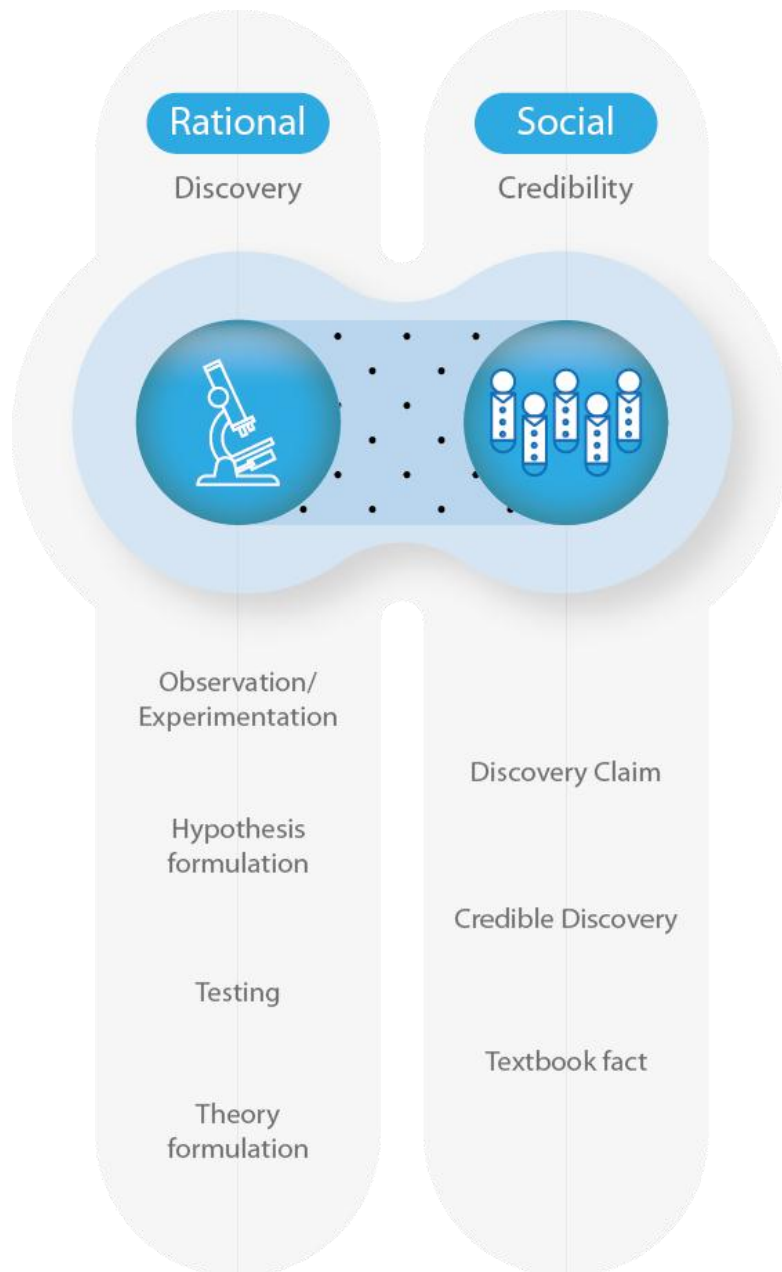 Rational
Discovery
Observation/
Experimentation
Hypothesis
formulation
Testing
Theory
formulation
Social
Credibility
Discovery Claim
Credible Discovery
Textbook fact